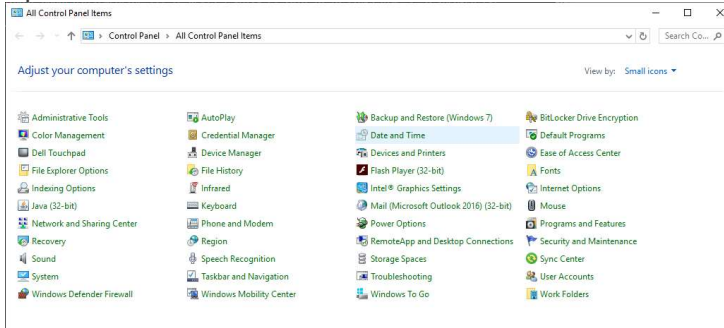 All Control Panel Items
Control Panel > All Control Panel Items
Search Co...
Adjust your computer's settings
View by: Small icons
Administrative Tools
AutoPlay
Backup and Restore (Windows 7)
BitLocker Drive Encryption
Color Management
Credential Manager
Date and Time
Default Programs
Dell Touchpad
Device Manager
Devices and Printers
Ease of Access Center
File Explorer Options
File History
Flash Player (32-bit)
Fonts
Indexing Options
Infrared
Intel® Graphics Settings
Internet Options
Java (32-bit)
Keyboard
Mail (Microsoft Outlook 2016) (32-bit)
Mouse
Network and Sharing Center
Phone and Modem
Power Options
Programs and Features
Recovery
Region
RemoteApp and Desktop Connections
Security and Maintenance
Sound
Speech Recognition
Storage Spaces
Sync Center
System
Taskbar and Navigation
Troubleshooting
User Accounts
Windows Defender Firewall
Windows Mobility Center
Windows To Go
Work Folders